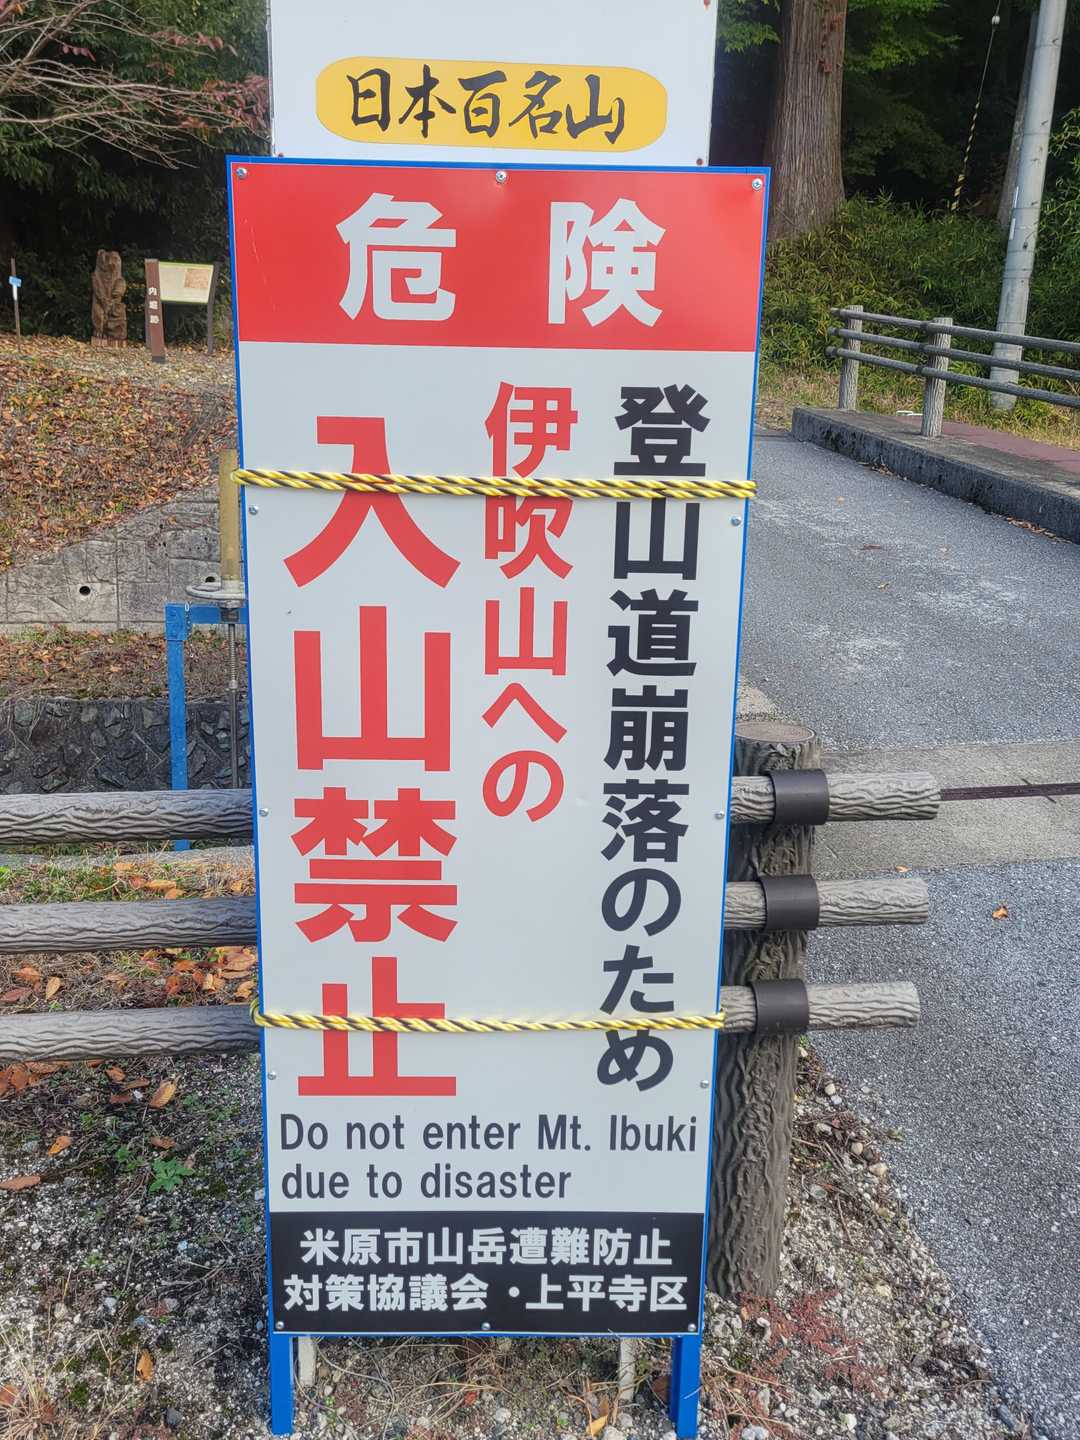 日本百名山
危険
登山道崩落のため
伊吹山への
入山禁止
Do not enter Mt. Ibuki
due to disaster
米原市山岳遭難防止
対策協議会・上平寺区